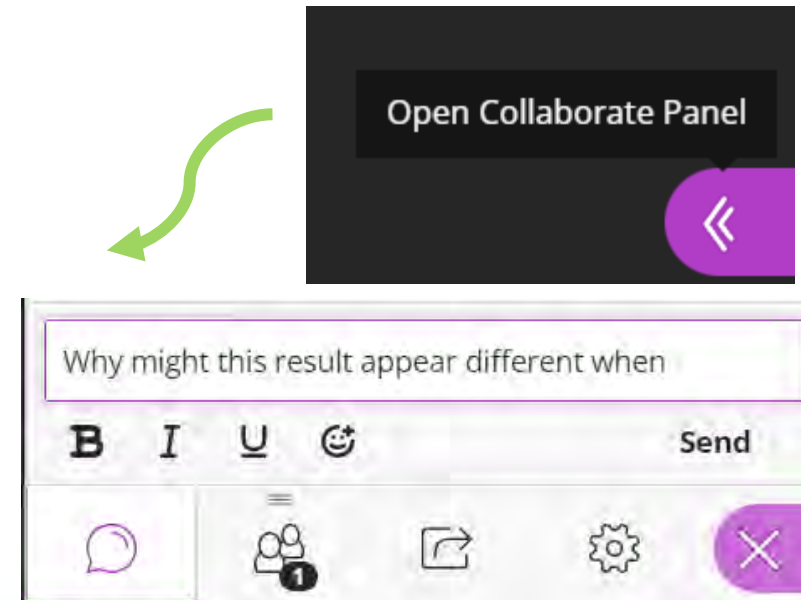 Open Collaborate Panel
Why might this result appear different when
B I U
Send
1